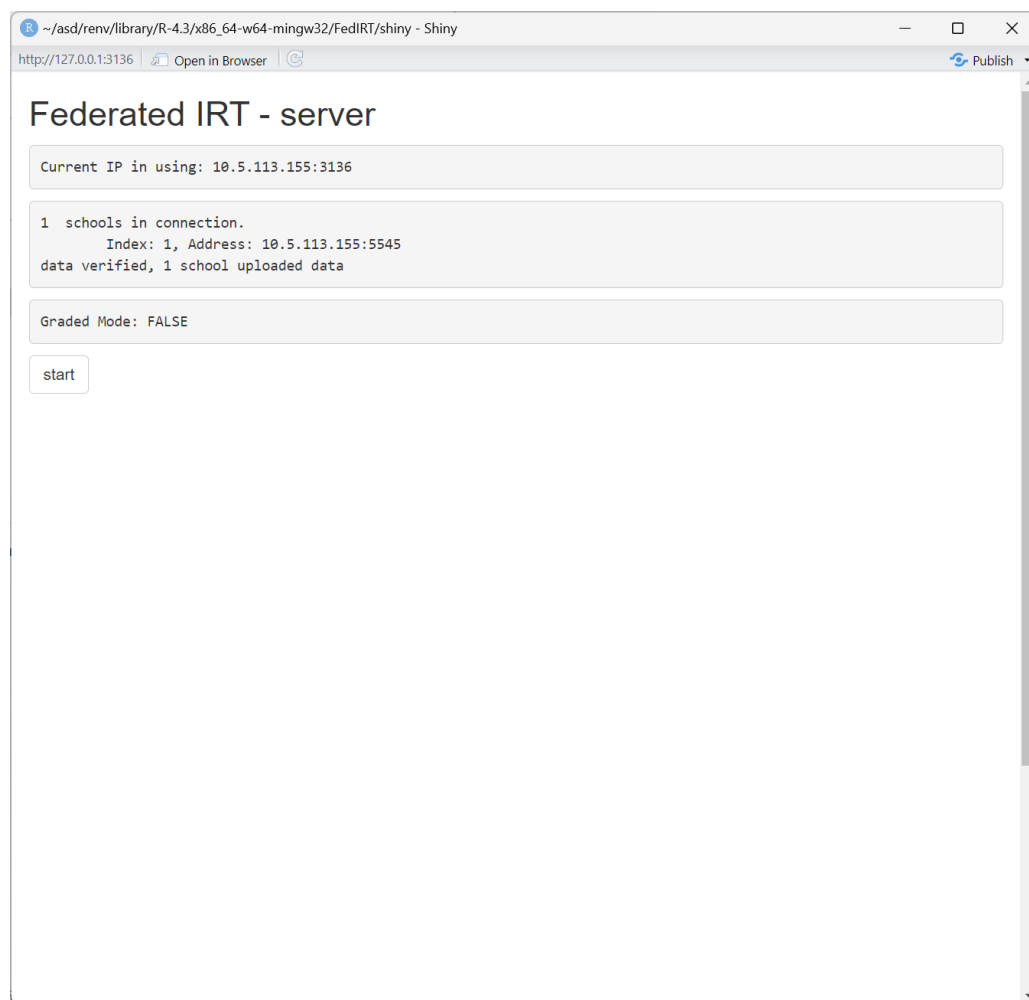 R ~/asd/renv/library/R-4.3/x86_64-w64-mingw32/FedIRT/shiny - Shiny
http://127.0.0.1:3136 Open in Browser Publish
Federated IRT - server
Current IP in using: 10.5.113.155:3136
1  schools in connection.
Index: 1, Address: 10.5.113.155:5545
data verified, 1 school uploaded data
Graded Mode: FALSE
start